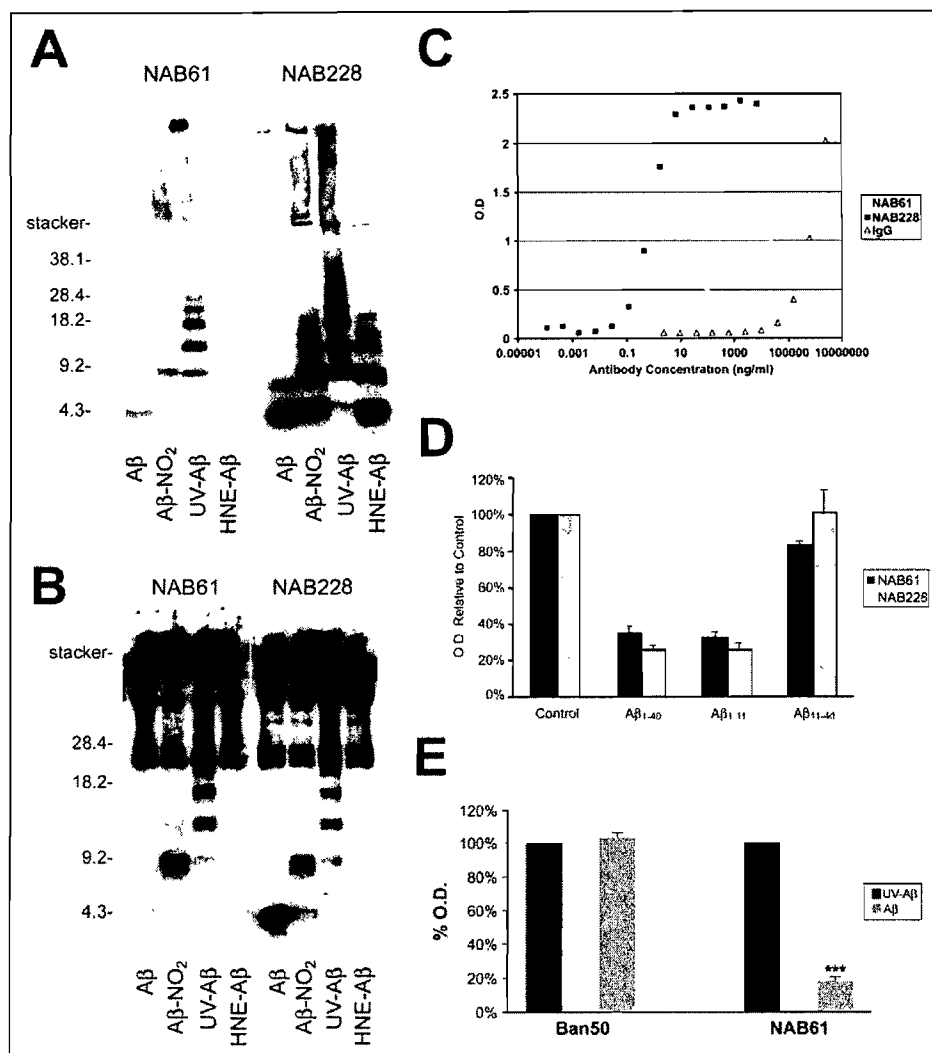 A
NAB61 NAB228
stacker-
38.1-
28.4-
18.2-
9.2-
4.3-
Aβ
Aβ-NO2
UV-Aβ
HNE-Aβ
Aβ
Aβ-NO2
UV-Aβ
HNE-Aβ
B
NAB61 NAB228
stacker-
28.4-
18.2-
9.2-
4.3-
Aβ
Aβ-NO2
UV-Aβ
HNE-Aβ
Aβ
Aβ-NO2
UV-Aβ
HNE-Aβ
C
O.D
2.5
2
1.5
1
0.5
0
0.00001 0.001 0.1 10 1000 100000 10000000
Antibody Concentration (ng/ml)
NAB61
NAB228
IgG
D
O.D. Relative to Control
120%
100%
80%
60%
40%
20%
0%
Control Aβ1-40 Aβ1-11
NAB61
NAB228
E
% O.D.
120%
100%
80%
60%
40%
20%
0%
***
Ban50 NAB61
UV-Aβ
Aβ